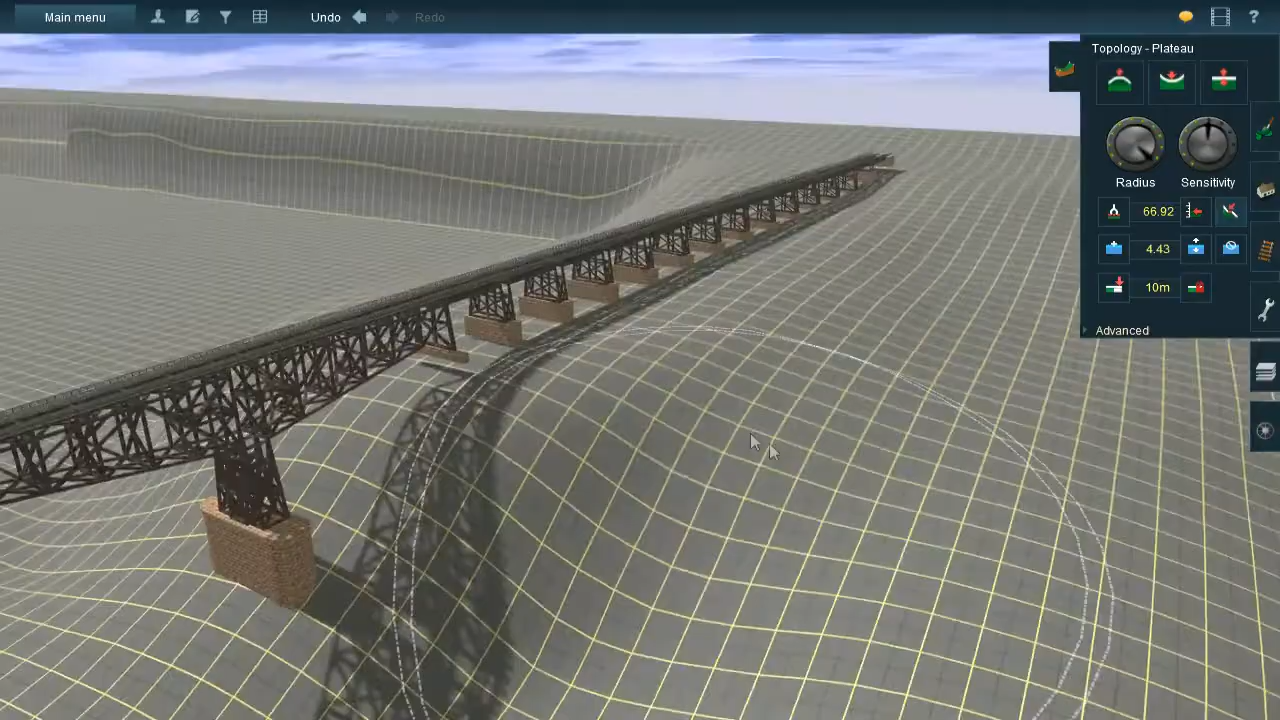 Main menu
Undo
Redo
?
Topology - Plateau
Radius
Sensitivity
66.92
4.43
10m
Advanced